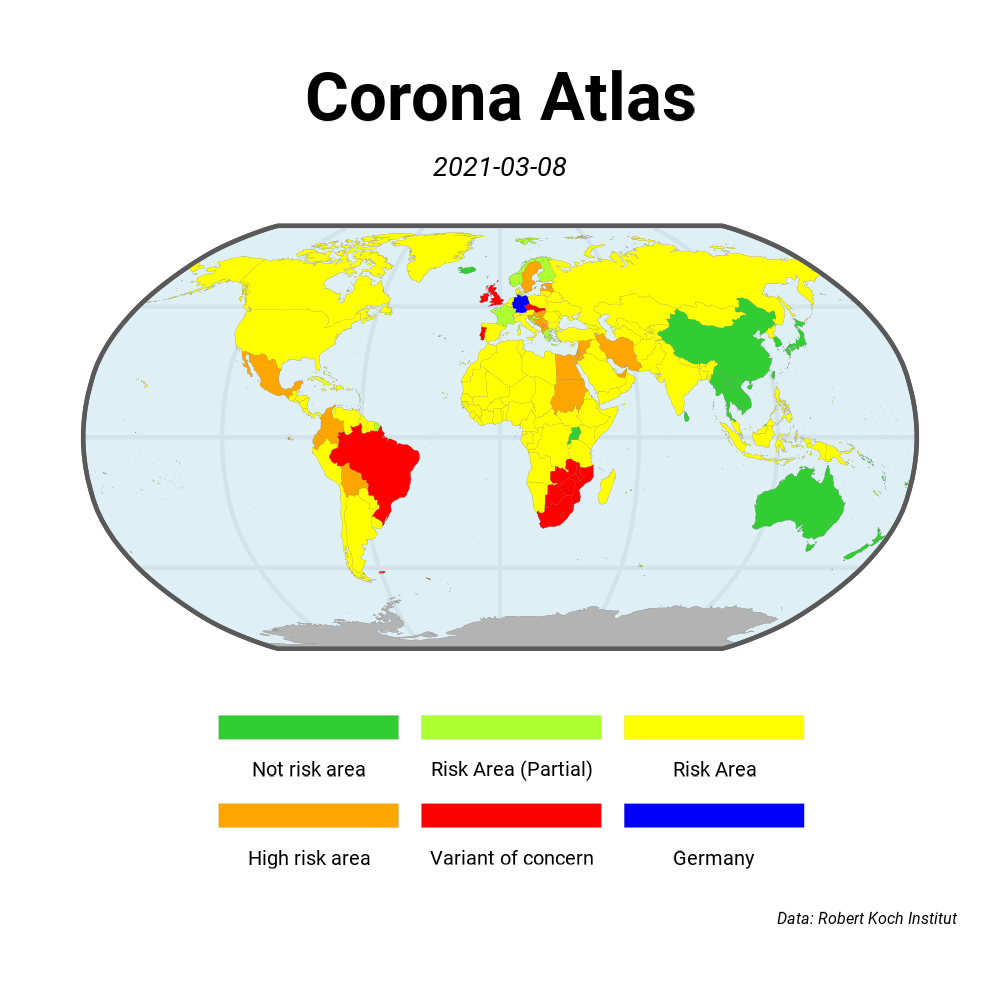 Corona Atlas
2021-03-08
Not risk area
Risk Area (Partial)
Risk Area
High risk area
Variant of concern
Germany
Data: Robert Koch Institut